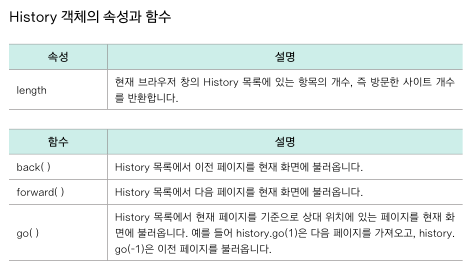 History 객체의 속성과 함수
속성 설명
length 현재 브라우저 창의 History 목록에 있는 항목의 개수, 즉 방문한 사이트 개수
를 반환합니다.
함수 설명
back( ) History 목록에서 이전 페이지를 현재 화면에 불러옵니다.
forward( ) History 목록에서 다음 페이지를 현재 화면에 불러옵니다.
go( ) History 목록에서 현재 페이지를 기준으로 상대 위치에 있는 페이지를 현재 화
면에 불러옵니다. 예를 들어 history.go(1)은 다음 페이지를 가져오고, history.
go(-1)은 이전 페이지를 불러옵니다.